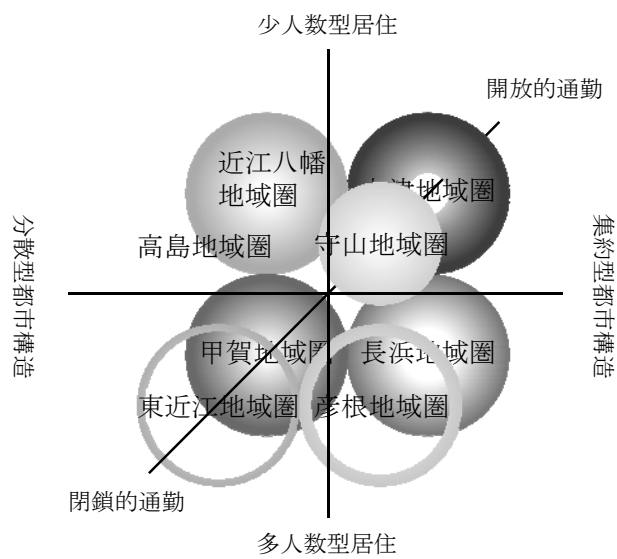 少人数型居住
開放的通勤
近江八幡
地域圏
地域圏
高島地域圏
守山地域圏
分散型都市構造
集約型都市構造
甲賀地域圏
長浜地域圏
東近江地域圏
彦根地域圏
閉鎖的通勤
多人数型居住